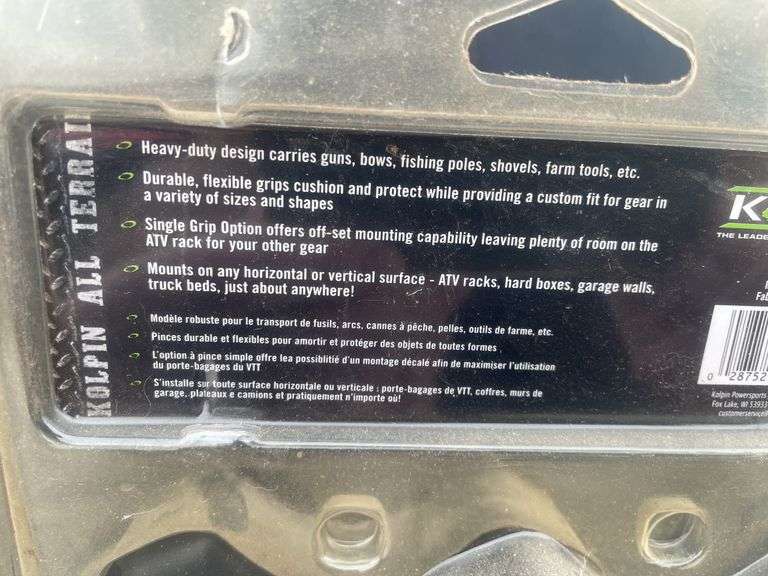 KOLPIN ALL TERRAI
Heavy-duty design carries guns, bows, fishing poles, shovels, farm tools, etc.
Durable, flexible grips cushion and protect while providing a custom fit for gear in
a variety of sizes and shapes
Single Grip Option offers off-set mounting capability leaving plenty of room on the
ATV rack for your other gear
Mounts on any horizontal or vertical surface - ATV racks, hard boxes, garage walls,
truck beds, just about anywhere!
Modèle robuste pour le transport de fusils, arcs, cannes à pêche, pelles, outils de farme, etc.
Pinces durable et flexibles pour amortir et protéger des objets de toutes formes
L'option à pince simple offre lea possiblitié d'un montage décalé afin de maximiser l'utilisation
du porte-bagages du VTT
S'installe sur toute surface horizontale ou verticale : porte-bagages de VTT, coffres, murs de
garage, plateaux e camions et pratiquement n'importe où!
K
THE LEADE
0 28752
Kolpin Powersports
Fox Lake, WI 53933
customerservice@